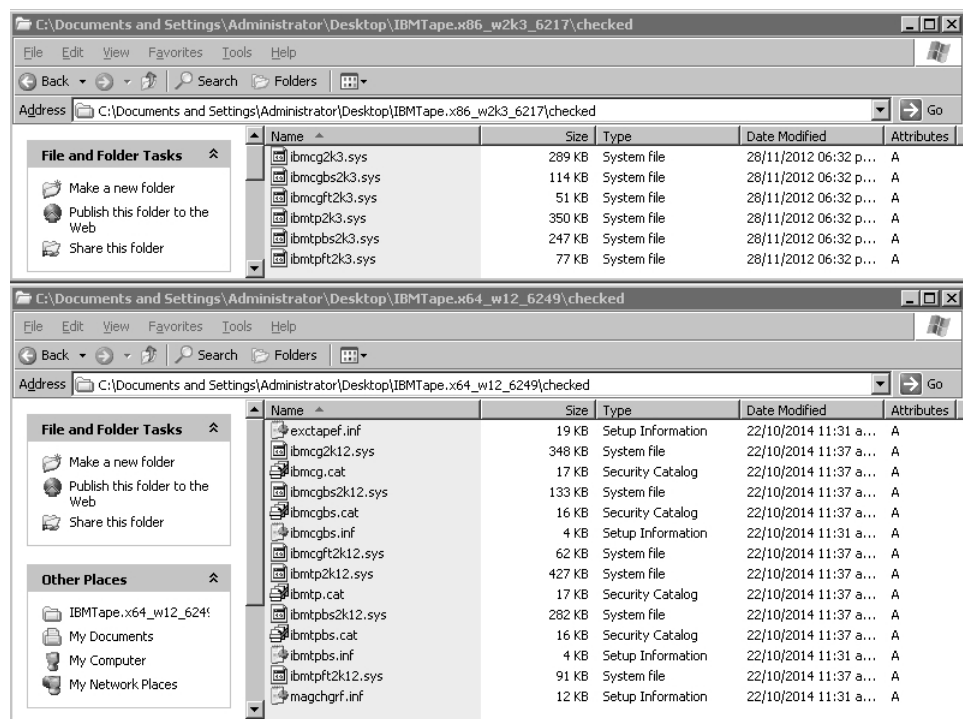 C:\Documents and Settings\Administrator\Desktop\IBMTape.x86_w2k3_6217\checked
File Edit View Favorites Tools Help
Back Search Folders
Address C:\Documents and Settings\Administrator\Desktop\IBMTape.x86_w2k3_6217\checked Go
File and Folder Tasks
Make a new folder
Publish this folder to the
Web
Share this folder
Name Size Type Date Modified Attributes
ibmcg2k3.sys 289 KB System file 28/11/2012 06:32 p... A
ibmcgbs2k3.sys 114 KB System file 28/11/2012 06:32 p... A
ibmcgft2k3.sys 51 KB System file 28/11/2012 06:32 p... A
ibmtp2k3.sys 350 KB System file 28/11/2012 06:32 p... A
ibmtpbs2k3.sys 247 KB System file 28/11/2012 06:32 p... A
ibmtpft2k3.sys 77 KB System file 28/11/2012 06:32 p... A
C:\Documents and Settings\Administrator\Desktop\IBMTape.x64_w12_6249\checked
File Edit View Favorites Tools Help
Back Search Folders
Address C:\Documents and Settings\Administrator\Desktop\IBMTape.x64_w12_6249\checked Go
File and Folder Tasks
Make a new folder
Publish this folder to the
Web
Share this folder
Other Places
IBMTape.x64_w12_6249
My Documents
My Computer
My Network Places
Name Size Type Date Modified Attributes
exctapef.inf 19 KB Setup Information 22/10/2014 11:31 a... A
ibmcg2k12.sys 348 KB System file 22/10/2014 11:37 a... A
ibmcg.cat 17 KB Security Catalog 22/10/2014 11:37 a... A
ibmcgbs2k12.sys 133 KB System file 22/10/2014 11:37 a... A
ibmcgbs.cat 16 KB Security Catalog 22/10/2014 11:37 a... A
ibmcgbs.inf 4 KB Setup Information 22/10/2014 11:31 a... A
ibmcgft2k12.sys 62 KB System file 22/10/2014 11:37 a... A
ibmtp2k12.sys 427 KB System file 22/10/2014 11:37 a... A
ibmtp.cat 17 KB Security Catalog 22/10/2014 11:37 a... A
ibmtpbs2k12.sys 282 KB System file 22/10/2014 11:37 a... A
ibmtpbs.cat 16 KB Security Catalog 22/10/2014 11:37 a... A
ibmtpbs.inf 4 KB Setup Information 22/10/2014 11:31 a... A
ibmtpft2k12.sys 91 KB System file 22/10/2014 11:37 a... A
magchgrf.inf 12 KB Setup Information 22/10/2014 11:31 a... A